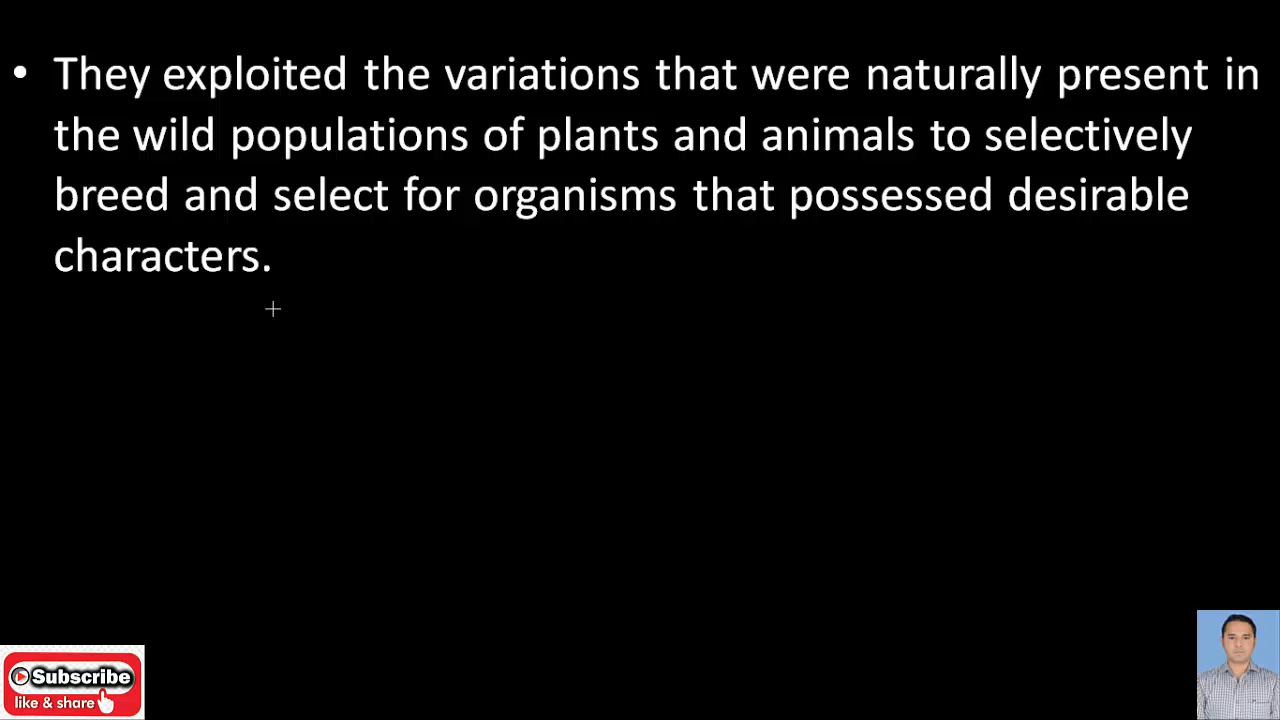 • They exploited the variations that were naturally present in
the wild populations of plants and animals to selectively
breed and select for organisms that possessed desirable
characters.
Subscribe
like & share